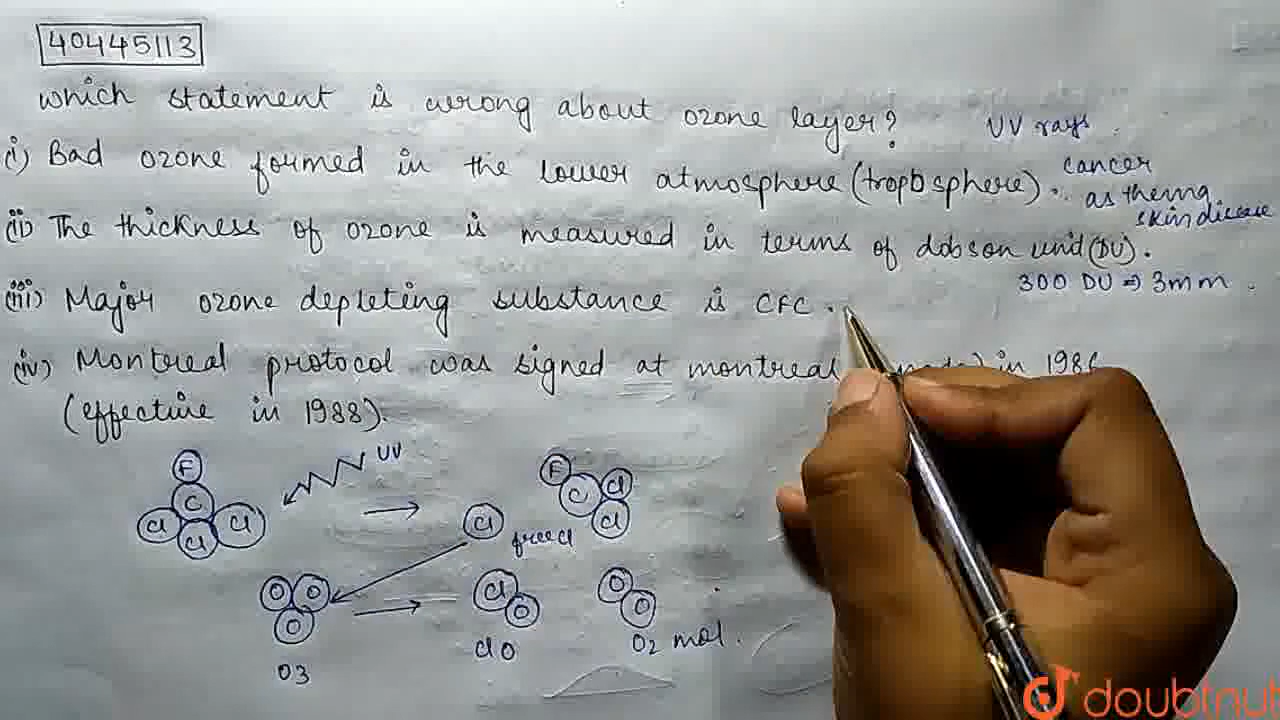 40445113
which statement is wrong about ozone layer?
(i) Bad ozone formed in the lower atmosphere (troposphere).
UV rays
cancer
as theing
skin disease
(ii) The thickness of ozone is measured in terms of dobson unit (DU).
300 DU ⇒ 3mm.
(iii) Major ozone depleting substance is CFC.
(iv) Montreal protocol was signed at montreal in 1986
(effective in 1988).
UV
F
C
Cl Cl Cl
→
Cl
free Cl
F
C Cl
Cl
O O
O
→
Cl O
O O
O3
Cl O
O2 mol.
doubtnut